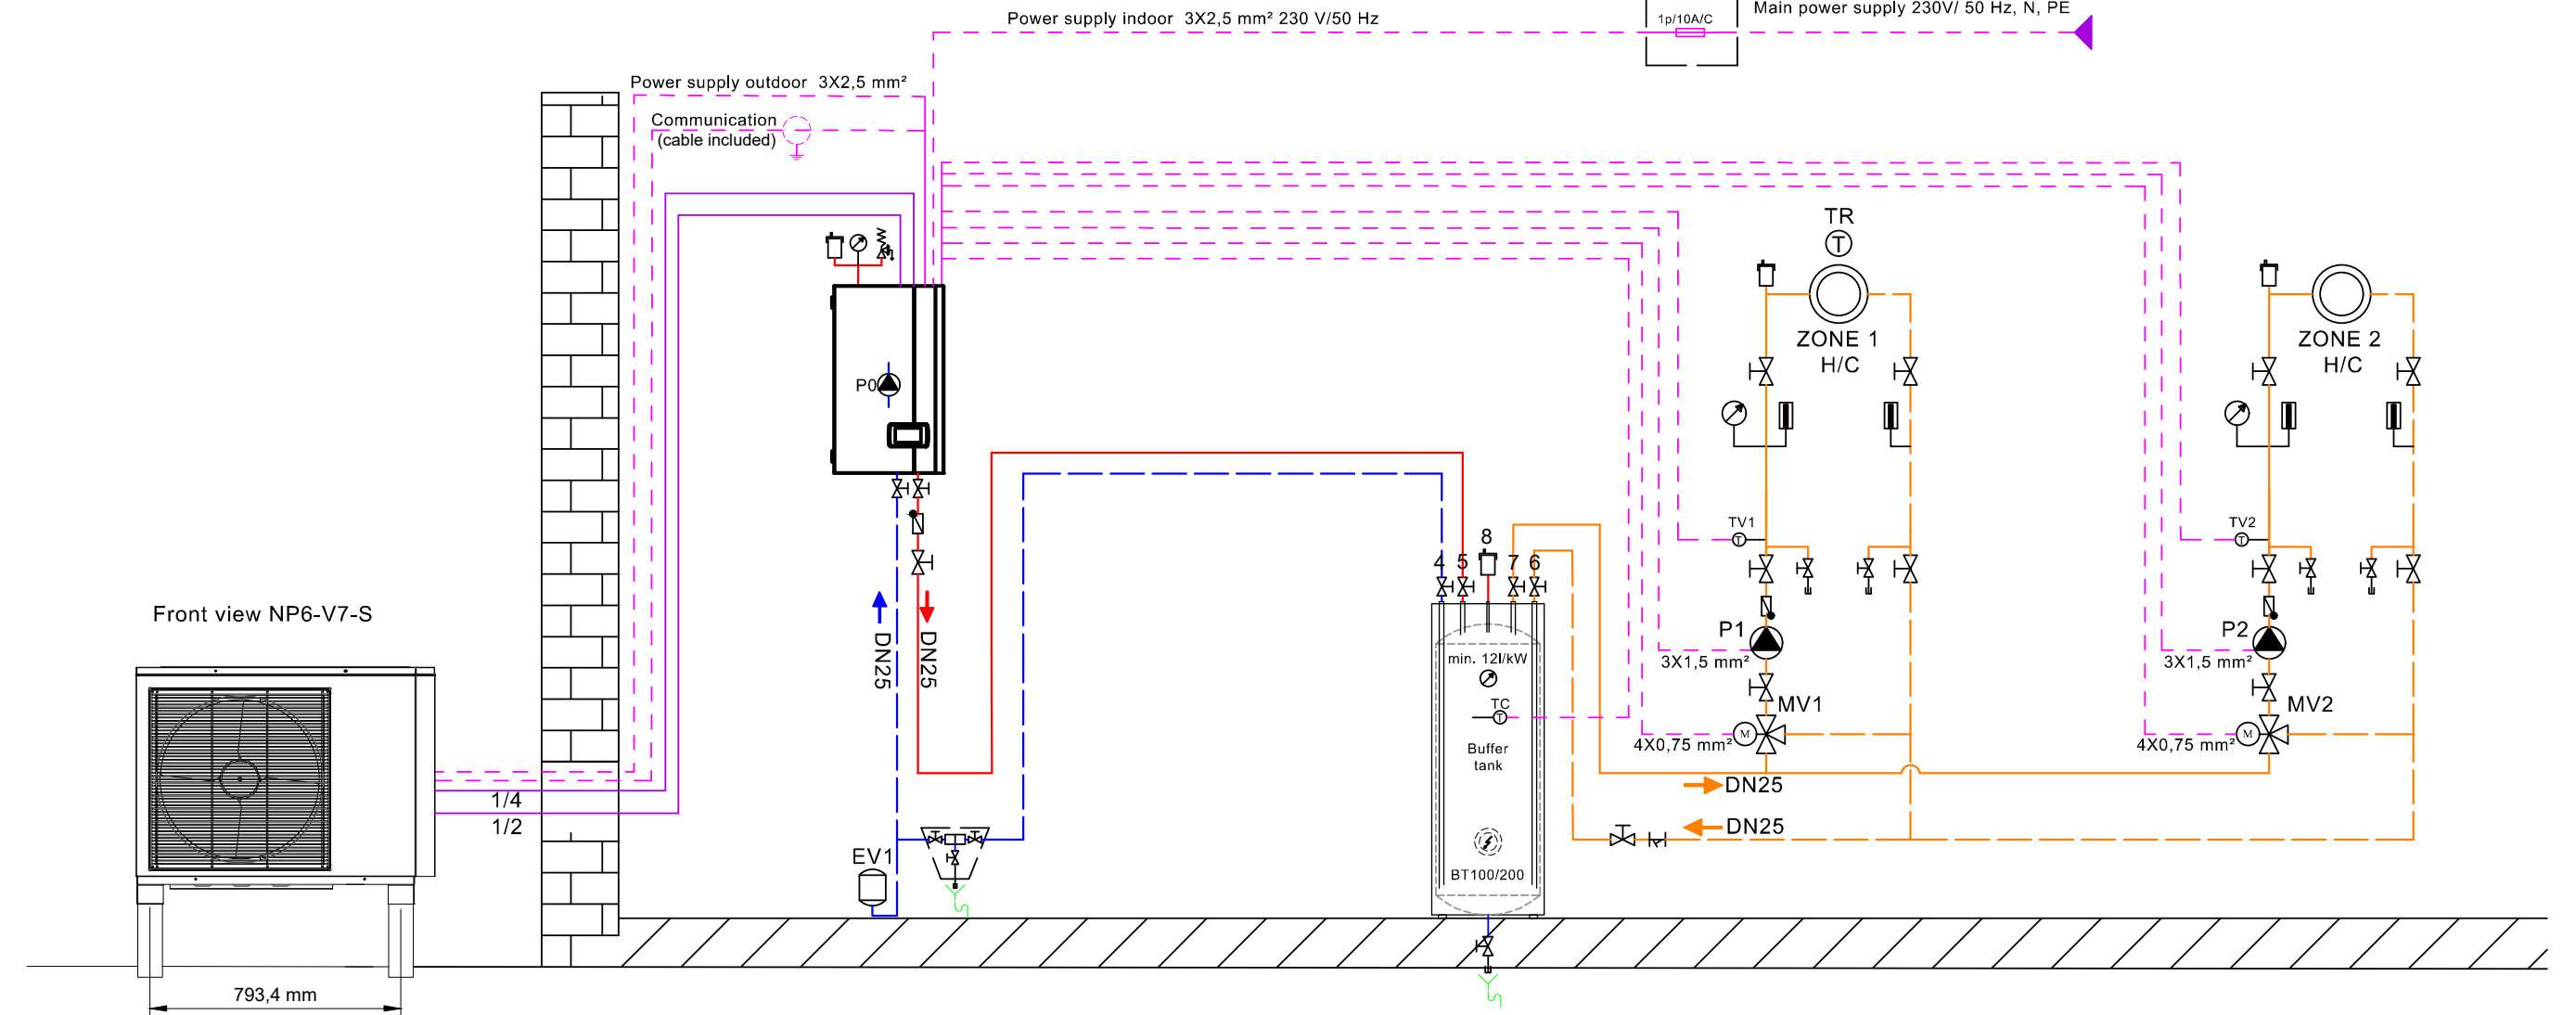 Power supply indoor 3X2,5 mm² 230 V/50 Hz
1p/10A/C
Main power supply 230V/ 50 Hz, N, PE
Power supply outdoor 3X2,5 mm²
Communication
(cable included)
TR
T
ZONE 1
H/C
ZONE 2
H/C
P0
TV1
T
TV2
T
8
4
5
7
6
Front view NP6-V7-S
DN25
DN25
P1
3X1,5 mm²
P2
3X1,5 mm²
min. 12l/kW
TC
T
MV1
M
4X0,75 mm²
MV2
M
4X0,75 mm²
Buffer
tank
DN25
DN25
1/4
1/2
EV1
BT100/200
793,4 mm